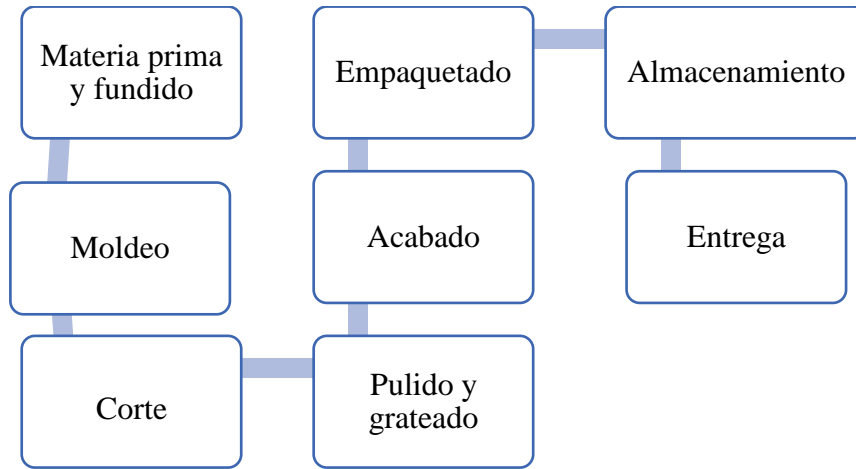 Materia prima
y fundido
Moldeo
Corte
Pulido y
grateado
Acabado
Empaquetado
Almacenamiento
Entrega